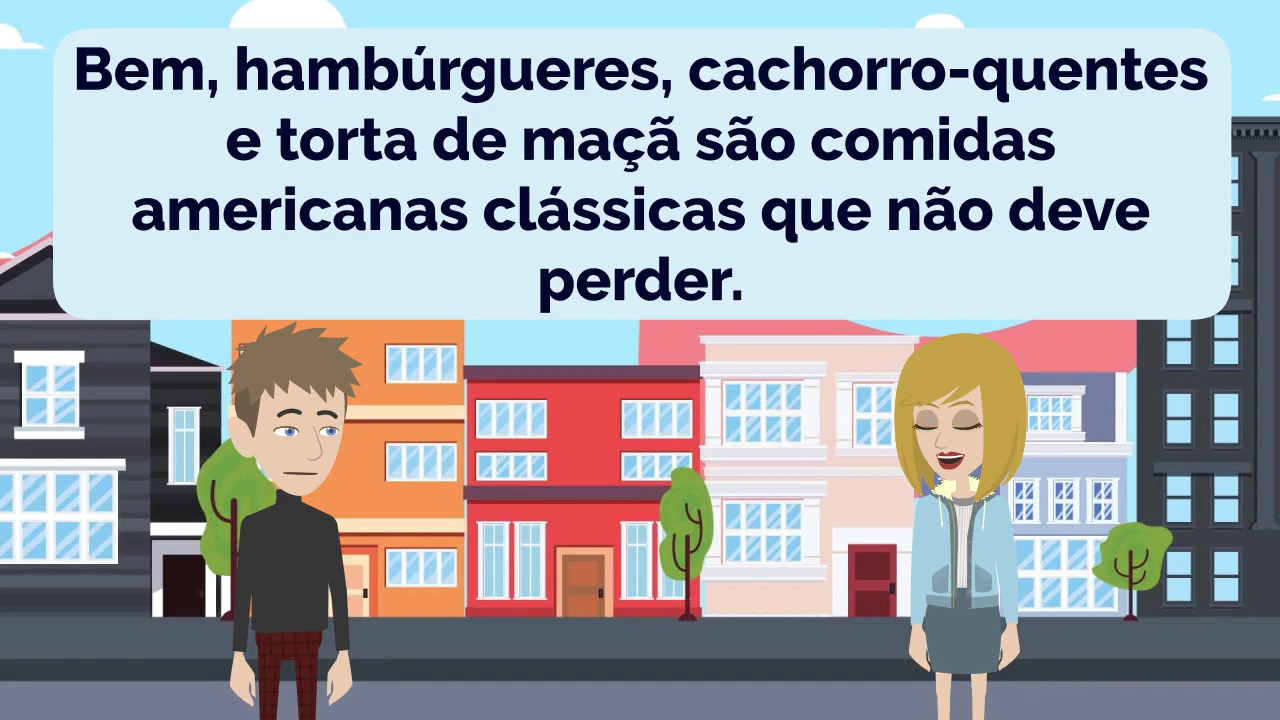 Bem, hambúrgueres, cachorro-quentes
e torta de maçã são comidas
americanas clássicas que não deve
perder.